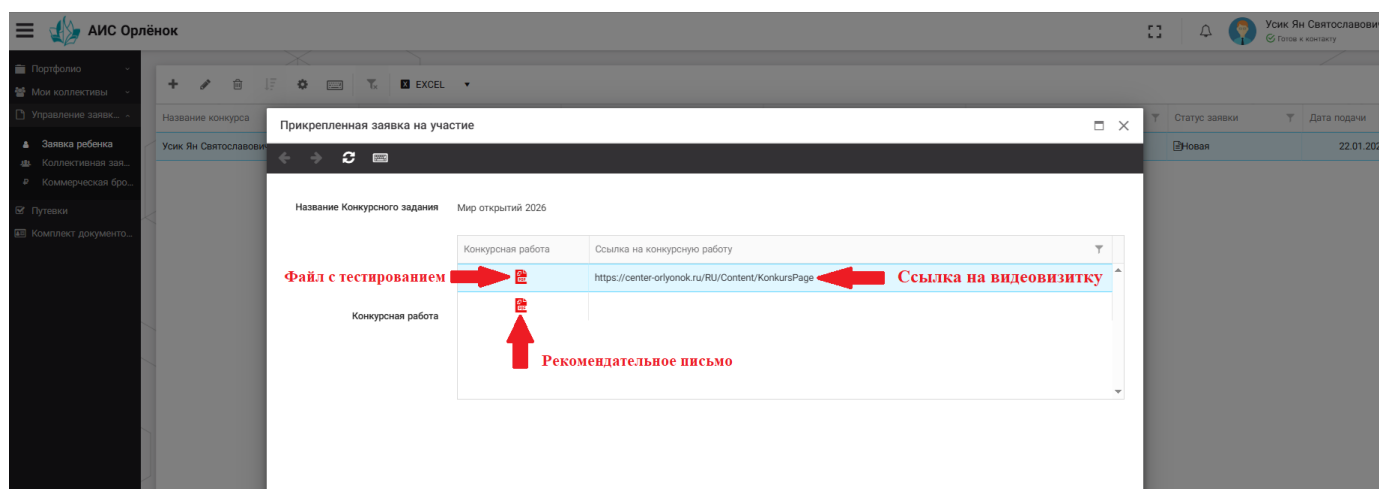 АИС Орлёнок
Усик Ян Святославови
Готов к контакту
Портфолио
Мои коллективы
Управление заявк...
Заявка ребенка
Коллективная зая...
Коммерческая бро...
Путевки
Комплект документо...
EXCEL
Название конкурса
Статус заявки
Дата подачи
Усик Ян Святославович
Новая
22.01.202
Прикрепленная заявка на участие
Название Конкурсного задания
Мир открытий 2026
Конкурсная работа
Ссылка на конкурсную работу
Файл с тестированием
https://center-orlyonok.ru/RU/Content/KonkursPage
Ссылка на видеовизитку
Конкурсная работа
Рекомендательное письмо